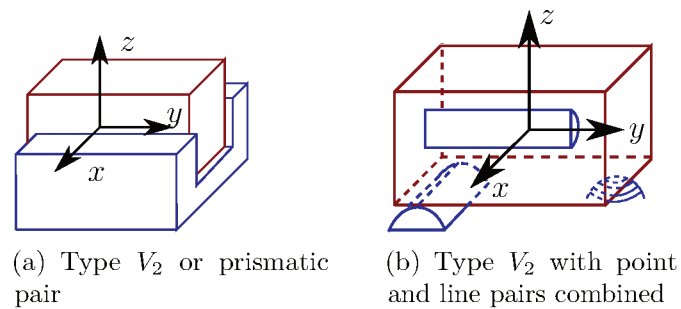 z
y
x
z
y
x
(a) Type V₂ or prismatic
pair
(b) Type V₂ with point
and line pairs combined